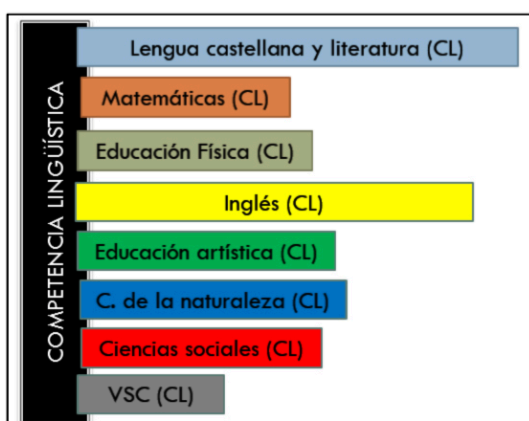 COMPETENCIA LINGÜÍSTICA
Lengua castellana y literatura (CL)
Matemáticas (CL)
Educación Física (CL)
Inglés (CL)
Educación artística (CL)
C. de la naturaleza (CL)
Ciencias sociales (CL)
VSC (CL)